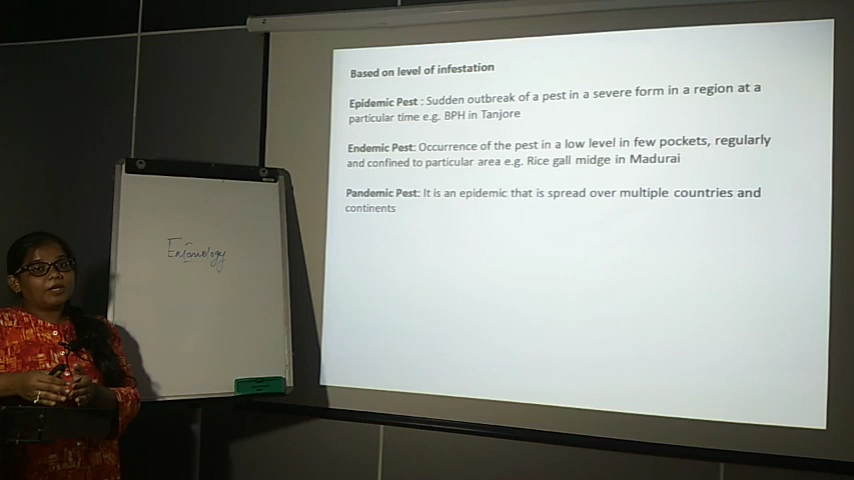 Based on level of infestation
Epidemic Pest : Sudden outbreak of a pest in a severe form in a region at a
particular time e.g. BPH in Tanjore
Endemic Pest: Occurrence of the pest in a low level in few pockets, regularly
and confined to particular area e.g. Rice gall midge in Madurai
Pandemic Pest: It is an epidemic that is spread over multiple countries and
continents
Entomology